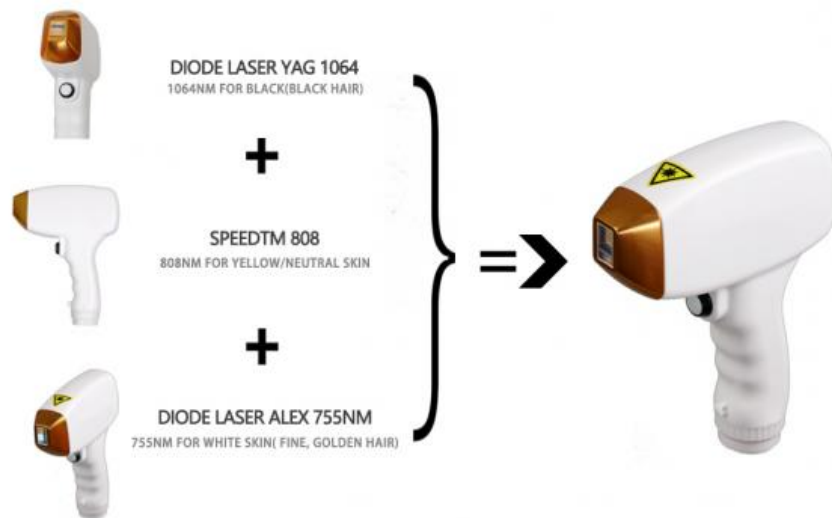 DIODE LASER YAG 1064
1064NM FOR BLACK(BLACK HAIR)
+
SPEEDTM 808
808NM FOR YELLOW/NEUTRAL SKIN
+
DIODE LASER ALEX 755NM
755NM FOR WHITE SKIN( FINE, GOLDEN HAIR)
=